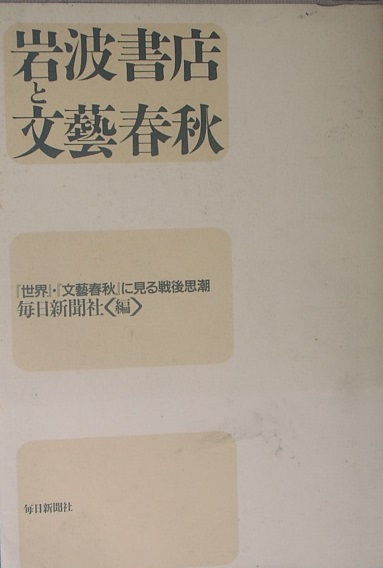 岩波書店
と
文藝春秋
『世界』・『文藝春秋』に見る戦後思潮
毎日新聞社〈編〉
毎日新聞社